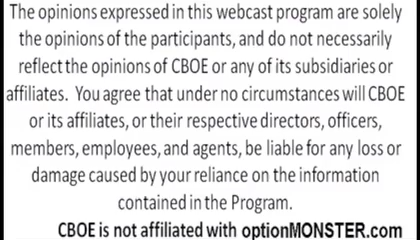 The opinions expressed in this webcast program are solely
the opinions of the participants, and do not necessarily
reflect the opinions of CBOE or any of its subsidiaries or
affiliates. You agree that under no circumstances will CBOE
or its affiliates, or their respective directors, officers,
members, employees, and agents, be liable for any loss or
damage caused by your reliance on the information
contained in the Program.
CBOE is not affiliated with optionMONSTER.com